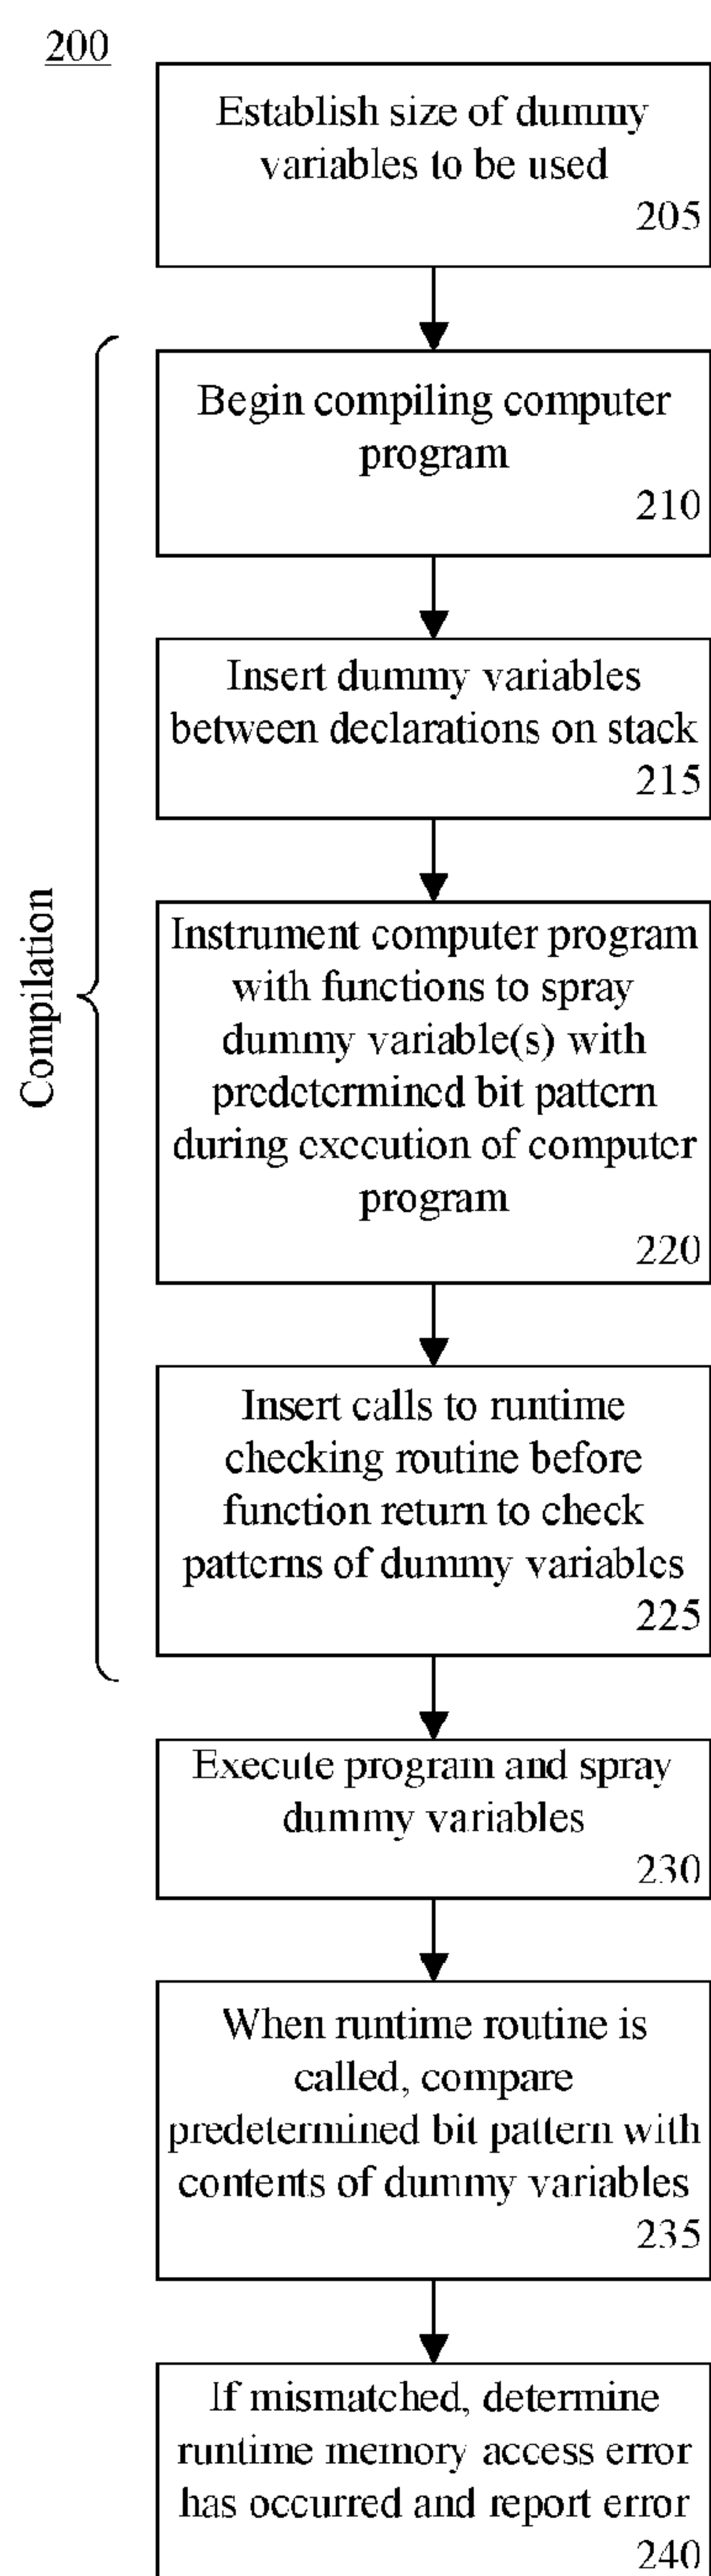 200
Establish size of dummy
variables to be used
205
Begin compiling computer
program
210
Insert dummy variables
between declarations on stack
215
Compilation
Instrument computer program
with functions to spray
dummy variable(s) with
predetermined bit pattern
during execution of computer
program
220
Insert calls to runtime
checking routine before
function return to check
patterns of dummy variables
225
Execute program and spray
dummy variables
230
When runtime routine is
called, compare
predetermined bit pattern with
contents of dummy variables
235
If mismatched, determine
runtime memory access error
has occurred and report error
240